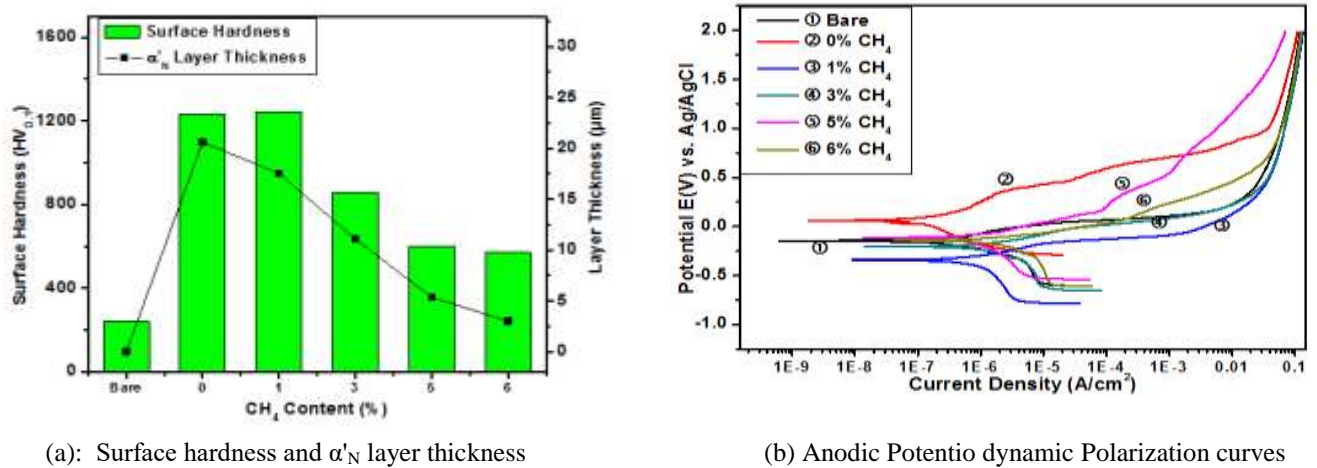 Surface Hardness
α'N Layer Thickness
Surface Hardness (HV0.1)
1600
1200
800
400
0
Layer Thickness (μm)
30
25
20
15
10
5
0
Bare 0 1 3 5 6
CH4 Content (%)
(a): Surface hardness and α'N layer thickness
① Bare
② 0% CH4
③ 1% CH4
④ 3% CH4
⑤ 5% CH4
⑥ 6% CH4
Potential E(V) vs. Ag/AgCl
2.0
1.5
1.0
0.5
0.0
-0.5
-1.0
②
⑤
⑥
④
③
①
1E-9 1E-8 1E-7 1E-6 1E-5 1E-4 1E-3 0.01 0.1
Current Density (A/cm²)
(b) Anodic Potentio dynamic Polarization curves